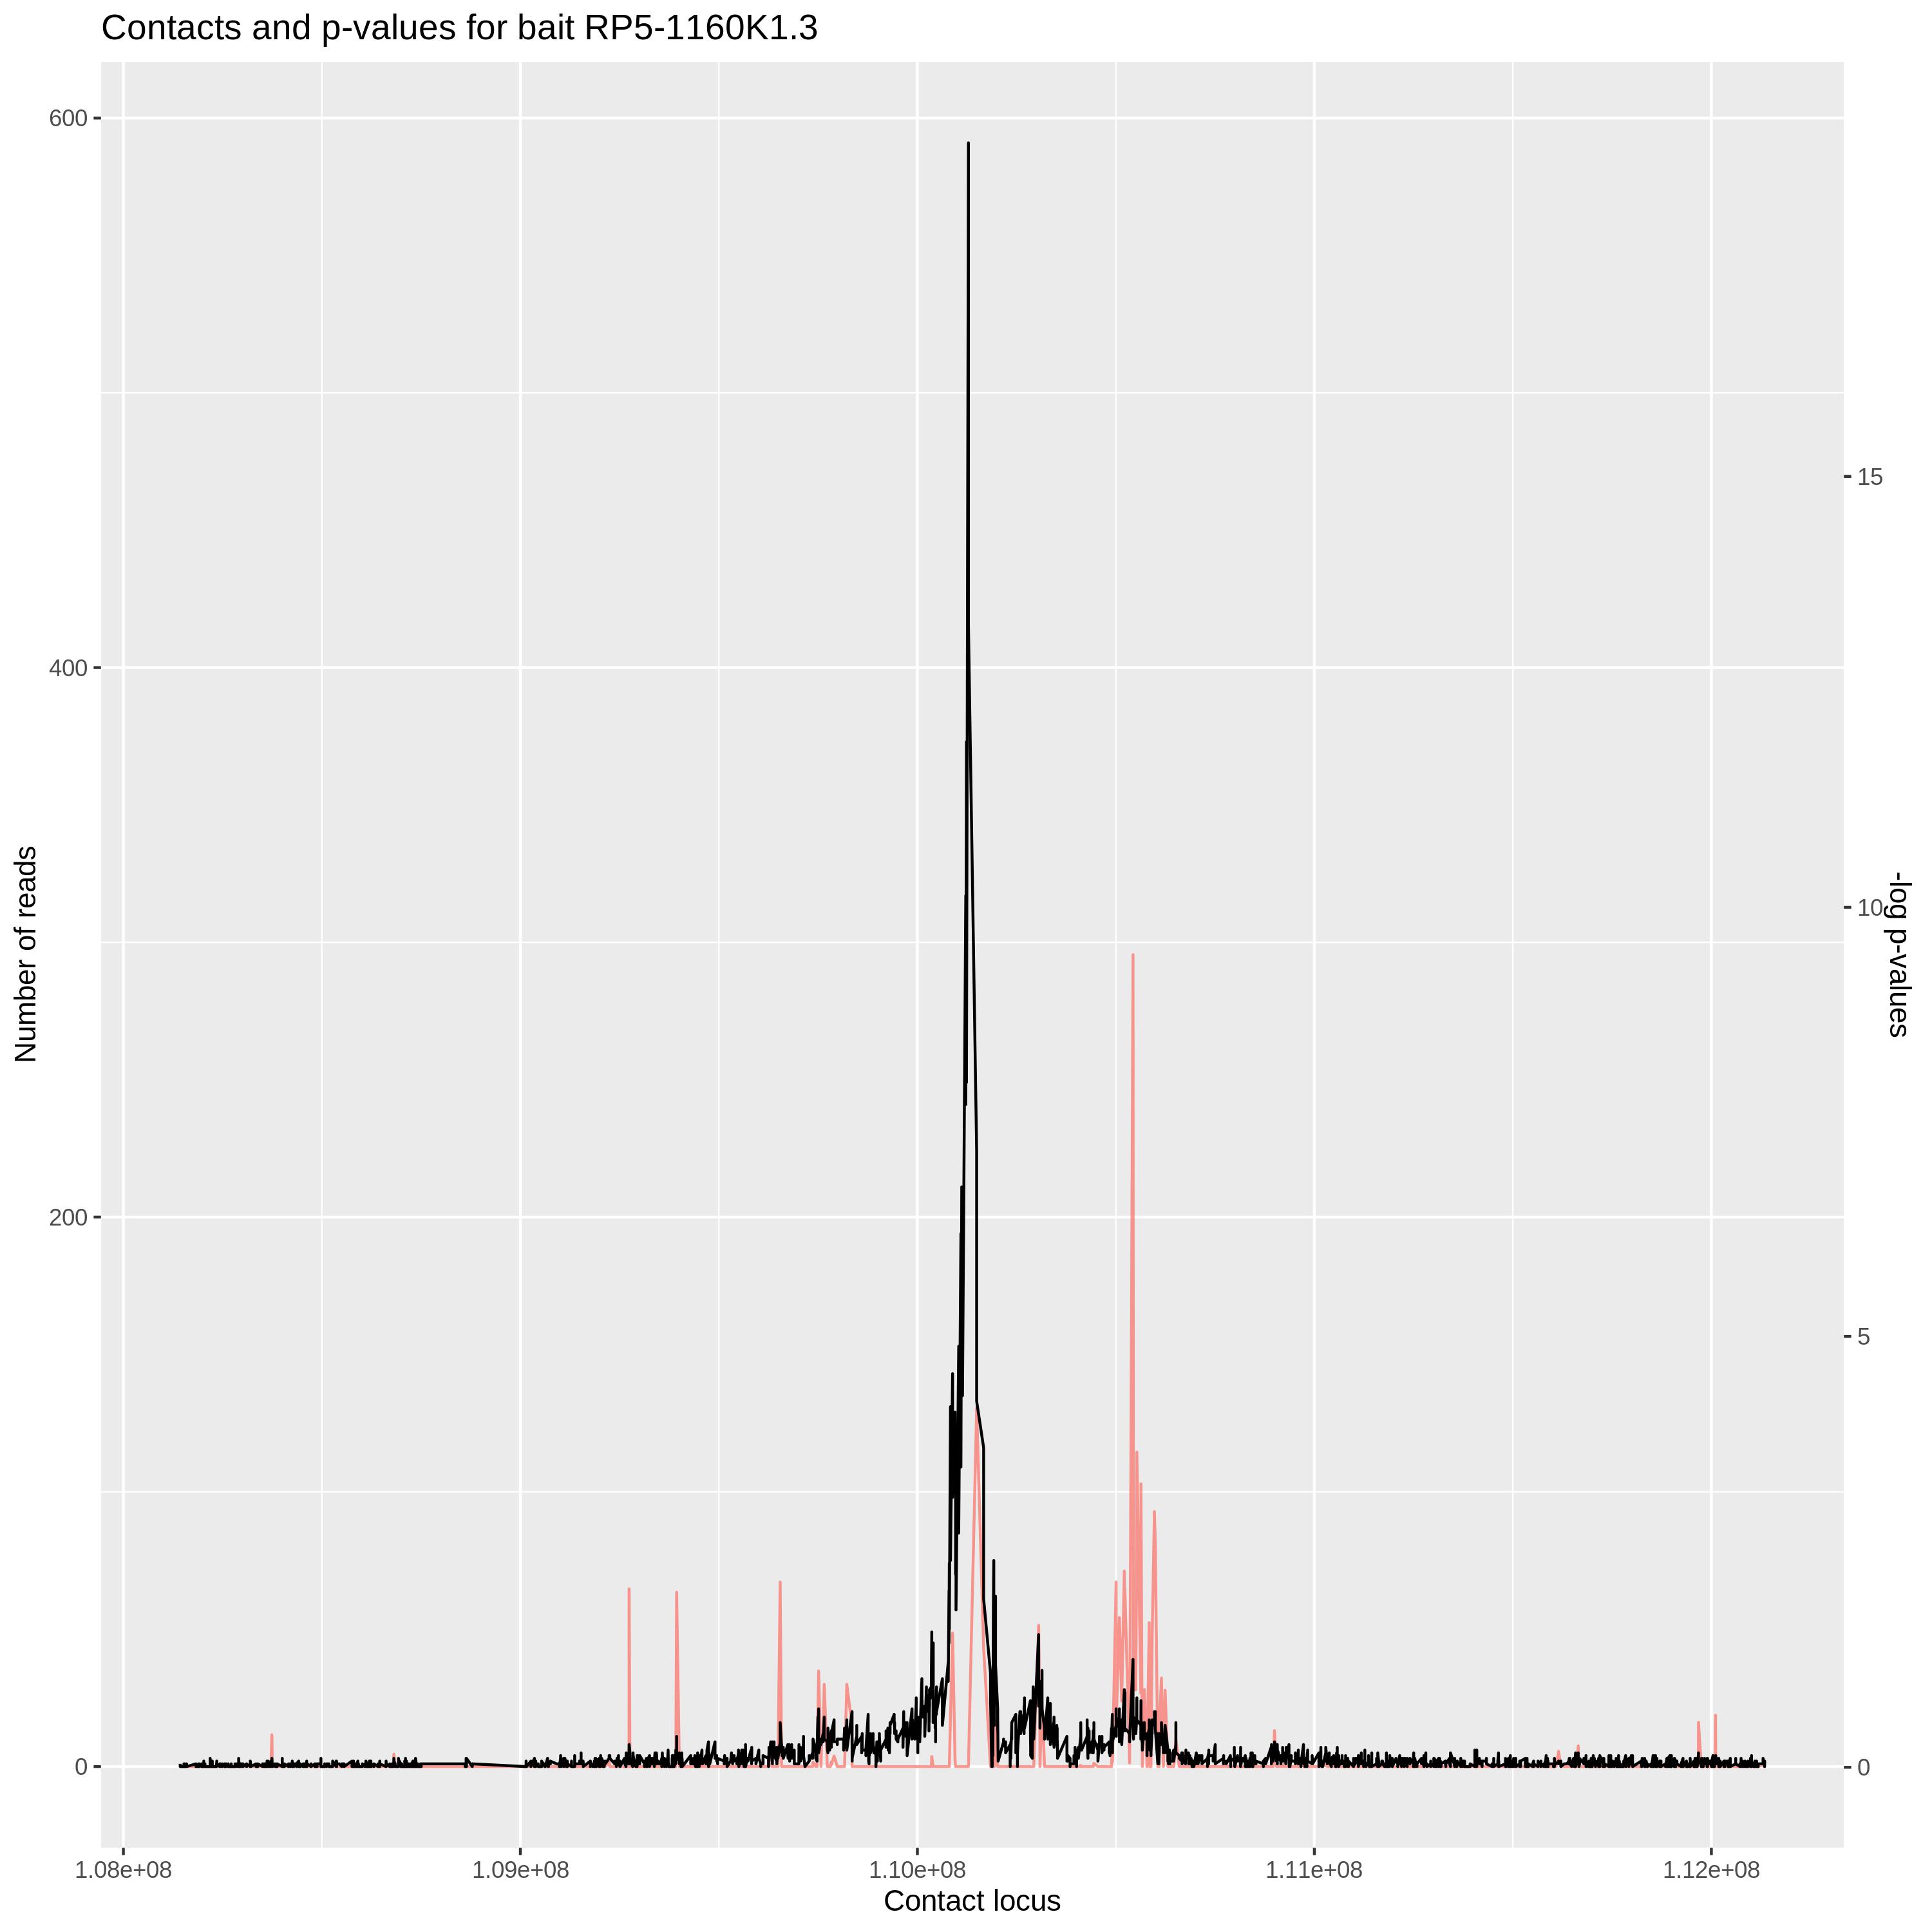 Contacts and p-values for bait RP5-1160K1.3
600
400
200
0
Number of reads
15
10
5
0
-log p-values
1.08e+08
1.09e+08
1.10e+08
1.11e+08
1.12e+08
Contact locus